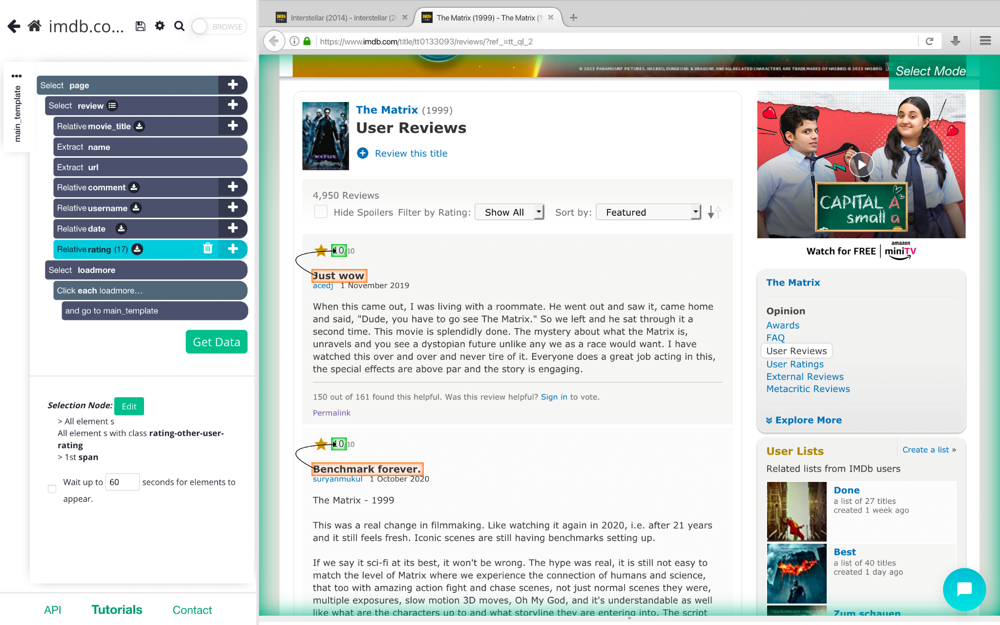 imdb.co...
BROWSE
main_template
Select page
Select review
Relative movie_title
Extract name
Extract url
Relative comment
Relative username
Relative date
Relative rating (17)
Select loadmore
Click each loadmore...
and go to main_template
Get Data
Selection Node: Edit
> All element s
All element s with class rating-other-user-
rating
> 1st span
Wait up to 60 seconds for elements to
appear.
API Tutorials Contact
IMDb Interstellar (2014) - Interstellar (2
IMDb The Matrix (1999) - The Matrix (1
https://www.imdb.com/title/tt0133093/reviews/?ref_=tt_ql_2
© 2023 PARAMOUNT PICTURES. HASBRO, DUNGEONS & DRAGONS AND ALL RELATED CHARACTERS ARE TRADEMARKS OF HASBRO. © 2023 HASBRO.
Select Mode
The Matrix (1999)
User Reviews
MATRIX
Review this title
4,950 Reviews
Hide Spoilers Filter by Rating: Show All Sort by: Featured
10/10
Just wow
acedj 1 November 2019
When this came out, I was living with a roommate. He went out and saw it, came home
and said, "Dude, you have to go see The Matrix." So we left and he sat through it a
second time. This movie is splendidly done. The mystery about what the Matrix is,
unravels and you see a dystopian future unlike any we as a race would want. I have
watched this over and over and never tire of it. Everyone does a great job acting in this,
the special effects are above par and the story is engaging.
150 out of 161 found this helpful. Was this review helpful? Sign in to vote.
Permalink
10/10
Benchmark forever.
suryanmukul 1 October 2020
The Matrix - 1999
This was a real change in filmmaking. Like watching it again in 2020, i.e. after 21 years
and it still feels fresh. Iconic scenes are still having benchmarks setting up.
If we say it sci-fi at its best, it won't be wrong. The hype was real, it is still not easy to
match the level of Matrix where we experience the connection of humans and science,
that too with amazing action fight and chase scenes, not just normal scenes they were,
multiple exposures, slow motion 3D moves, Oh My God, and it's understandable as well
like what are the characters up to and what storyline they are entering into. The script
CAPITAL A
small a
Watch for FREE | amazon
miniTV
The Matrix
Opinion
Awards
FAQ
User Reviews
User Ratings
External Reviews
Metacritic Reviews
Explore More
User Lists Create a list »
Related lists from IMDb users
Done
a list of 27 titles
created 1 week ago
Best
a list of 40 titles
created 1 day ago
Zum schauen